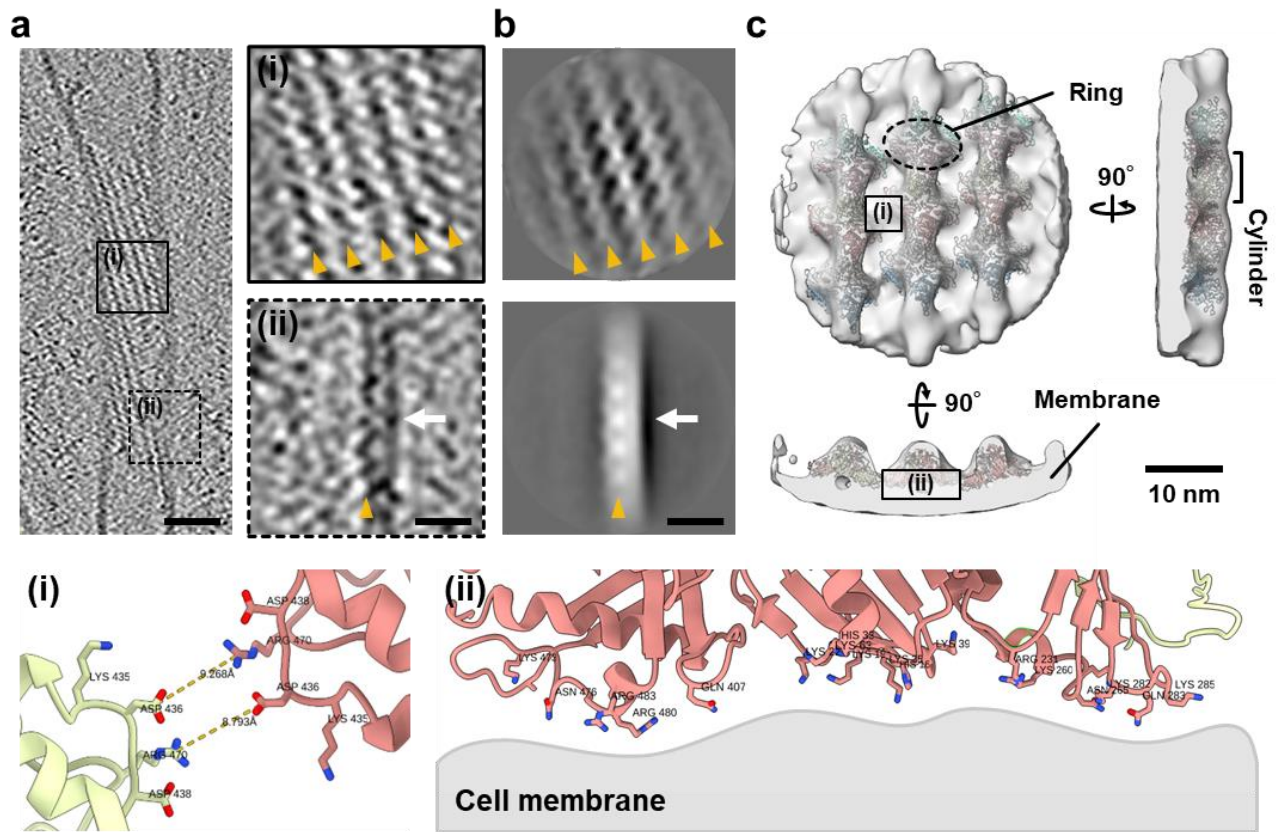 a
b
c
(i)
(i)
(ii)
(ii)
Ring
(i)
90°
Cylinder
90°
Membrane
(ii)
10 nm
(i)
ASP 438
ARG 470
LYS 435
9.268Å
ASP 436
ASP 436
8.793Å
LYS 435
ARG 470
ASP 438
(ii)
HIS 33
LYS 39
LYS 473
ARG 231
LYS 260
ASN 476
ARG 483
GLN 407
LYS 282
LYS 285
ASN 265
GLN 283
ARG 480
Cell membrane